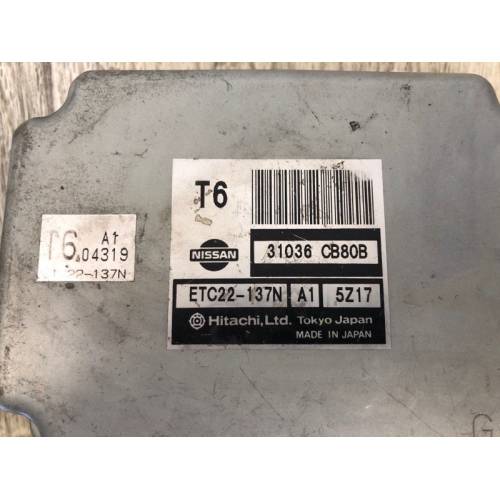 T6
NISSAN
31036 CB80B
ETC22-137N A1 5Z17
Hitachi, Ltd. Tokyo Japan
MADE IN JAPAN
T6 A1
04319
22-137N
G